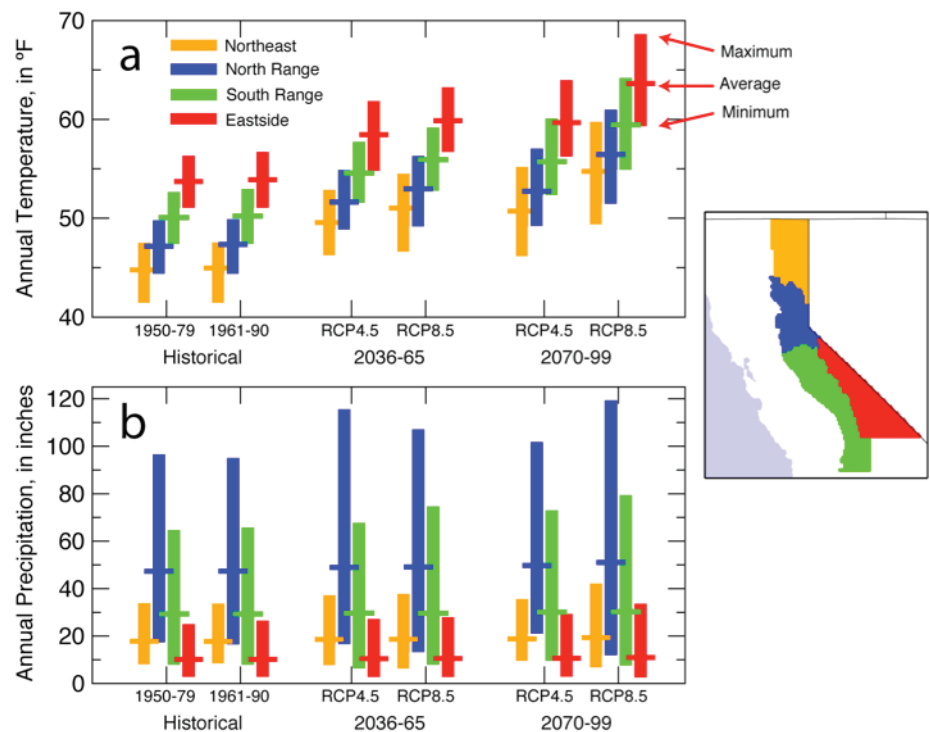 a
Annual Temperature, in °F
70
60
50
40
Northeast
North Range
South Range
Eastside
Maximum
Average
Minimum
1950-79 1961-90 RCP4.5 RCP8.5 RCP4.5 RCP8.5
Historical 2036-65 2070-99
b
Annual Precipitation, in inches
120
100
80
60
40
20
0
1950-79 1961-90 RCP4.5 RCP8.5 RCP4.5 RCP8.5
Historical 2036-65 2070-99